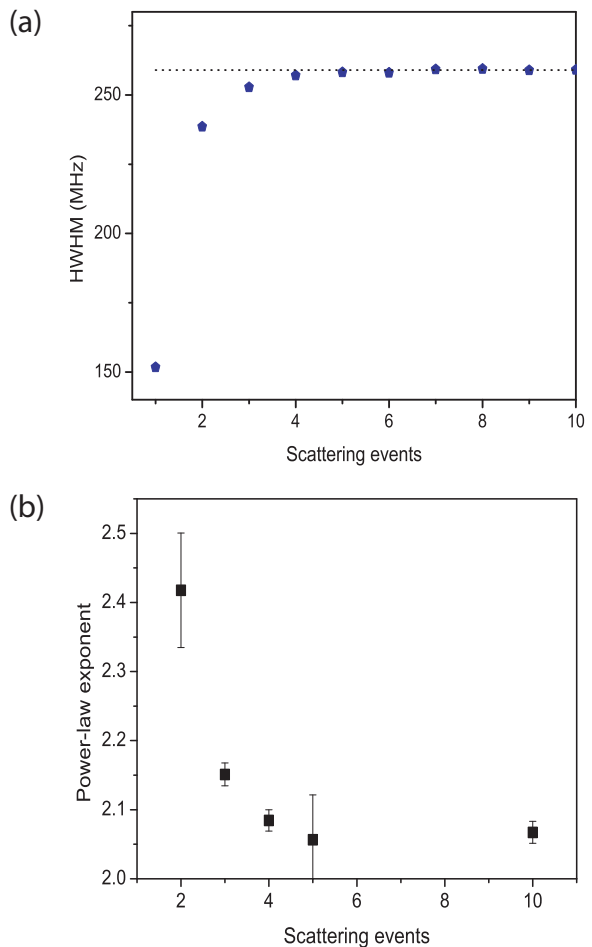 (a)
250
200
150
HWHM (MHz)
2 4 6 8 10
Scattering events
(b)
2.5
2.4
2.3
2.2
2.1
2.0
Power-law exponent
2 4 6 8 10
Scattering events